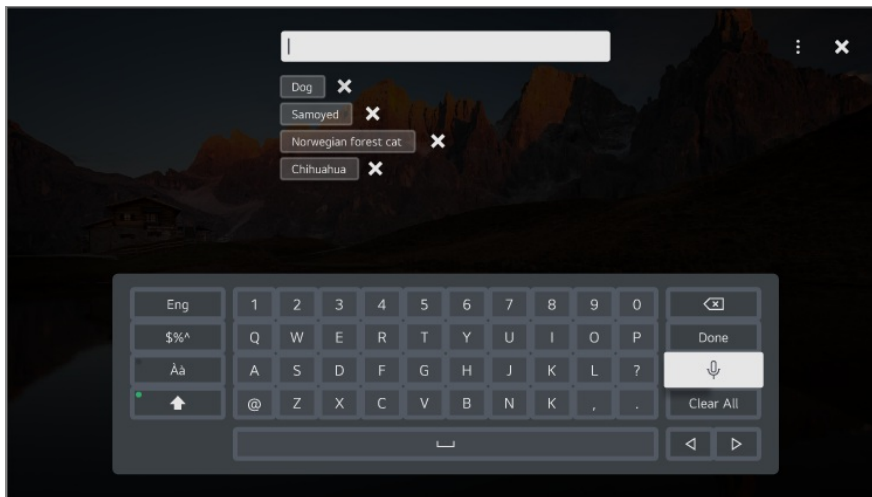 Dog
Samoyed
Norwegian forest cat
Chihuahua
Eng 1 2 3 4 5 6 7 8 9 0
$%^ Q W E R T Y U I O P Done
Àà A S D F G H J K L ?
@ Z X C V B N K , . Clear All